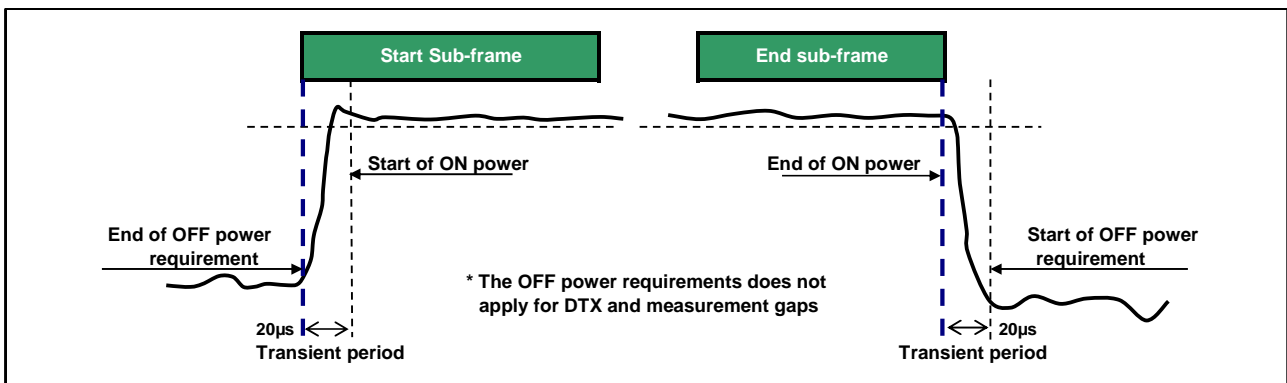 Start Sub-frame
End sub-frame
Start of ON power
End of ON power
End of OFF power
requirement
Start of OFF power
requirement
* The OFF power requirements does not
apply for DTX and measurement gaps
20µs
Transient period
20µs
Transient period